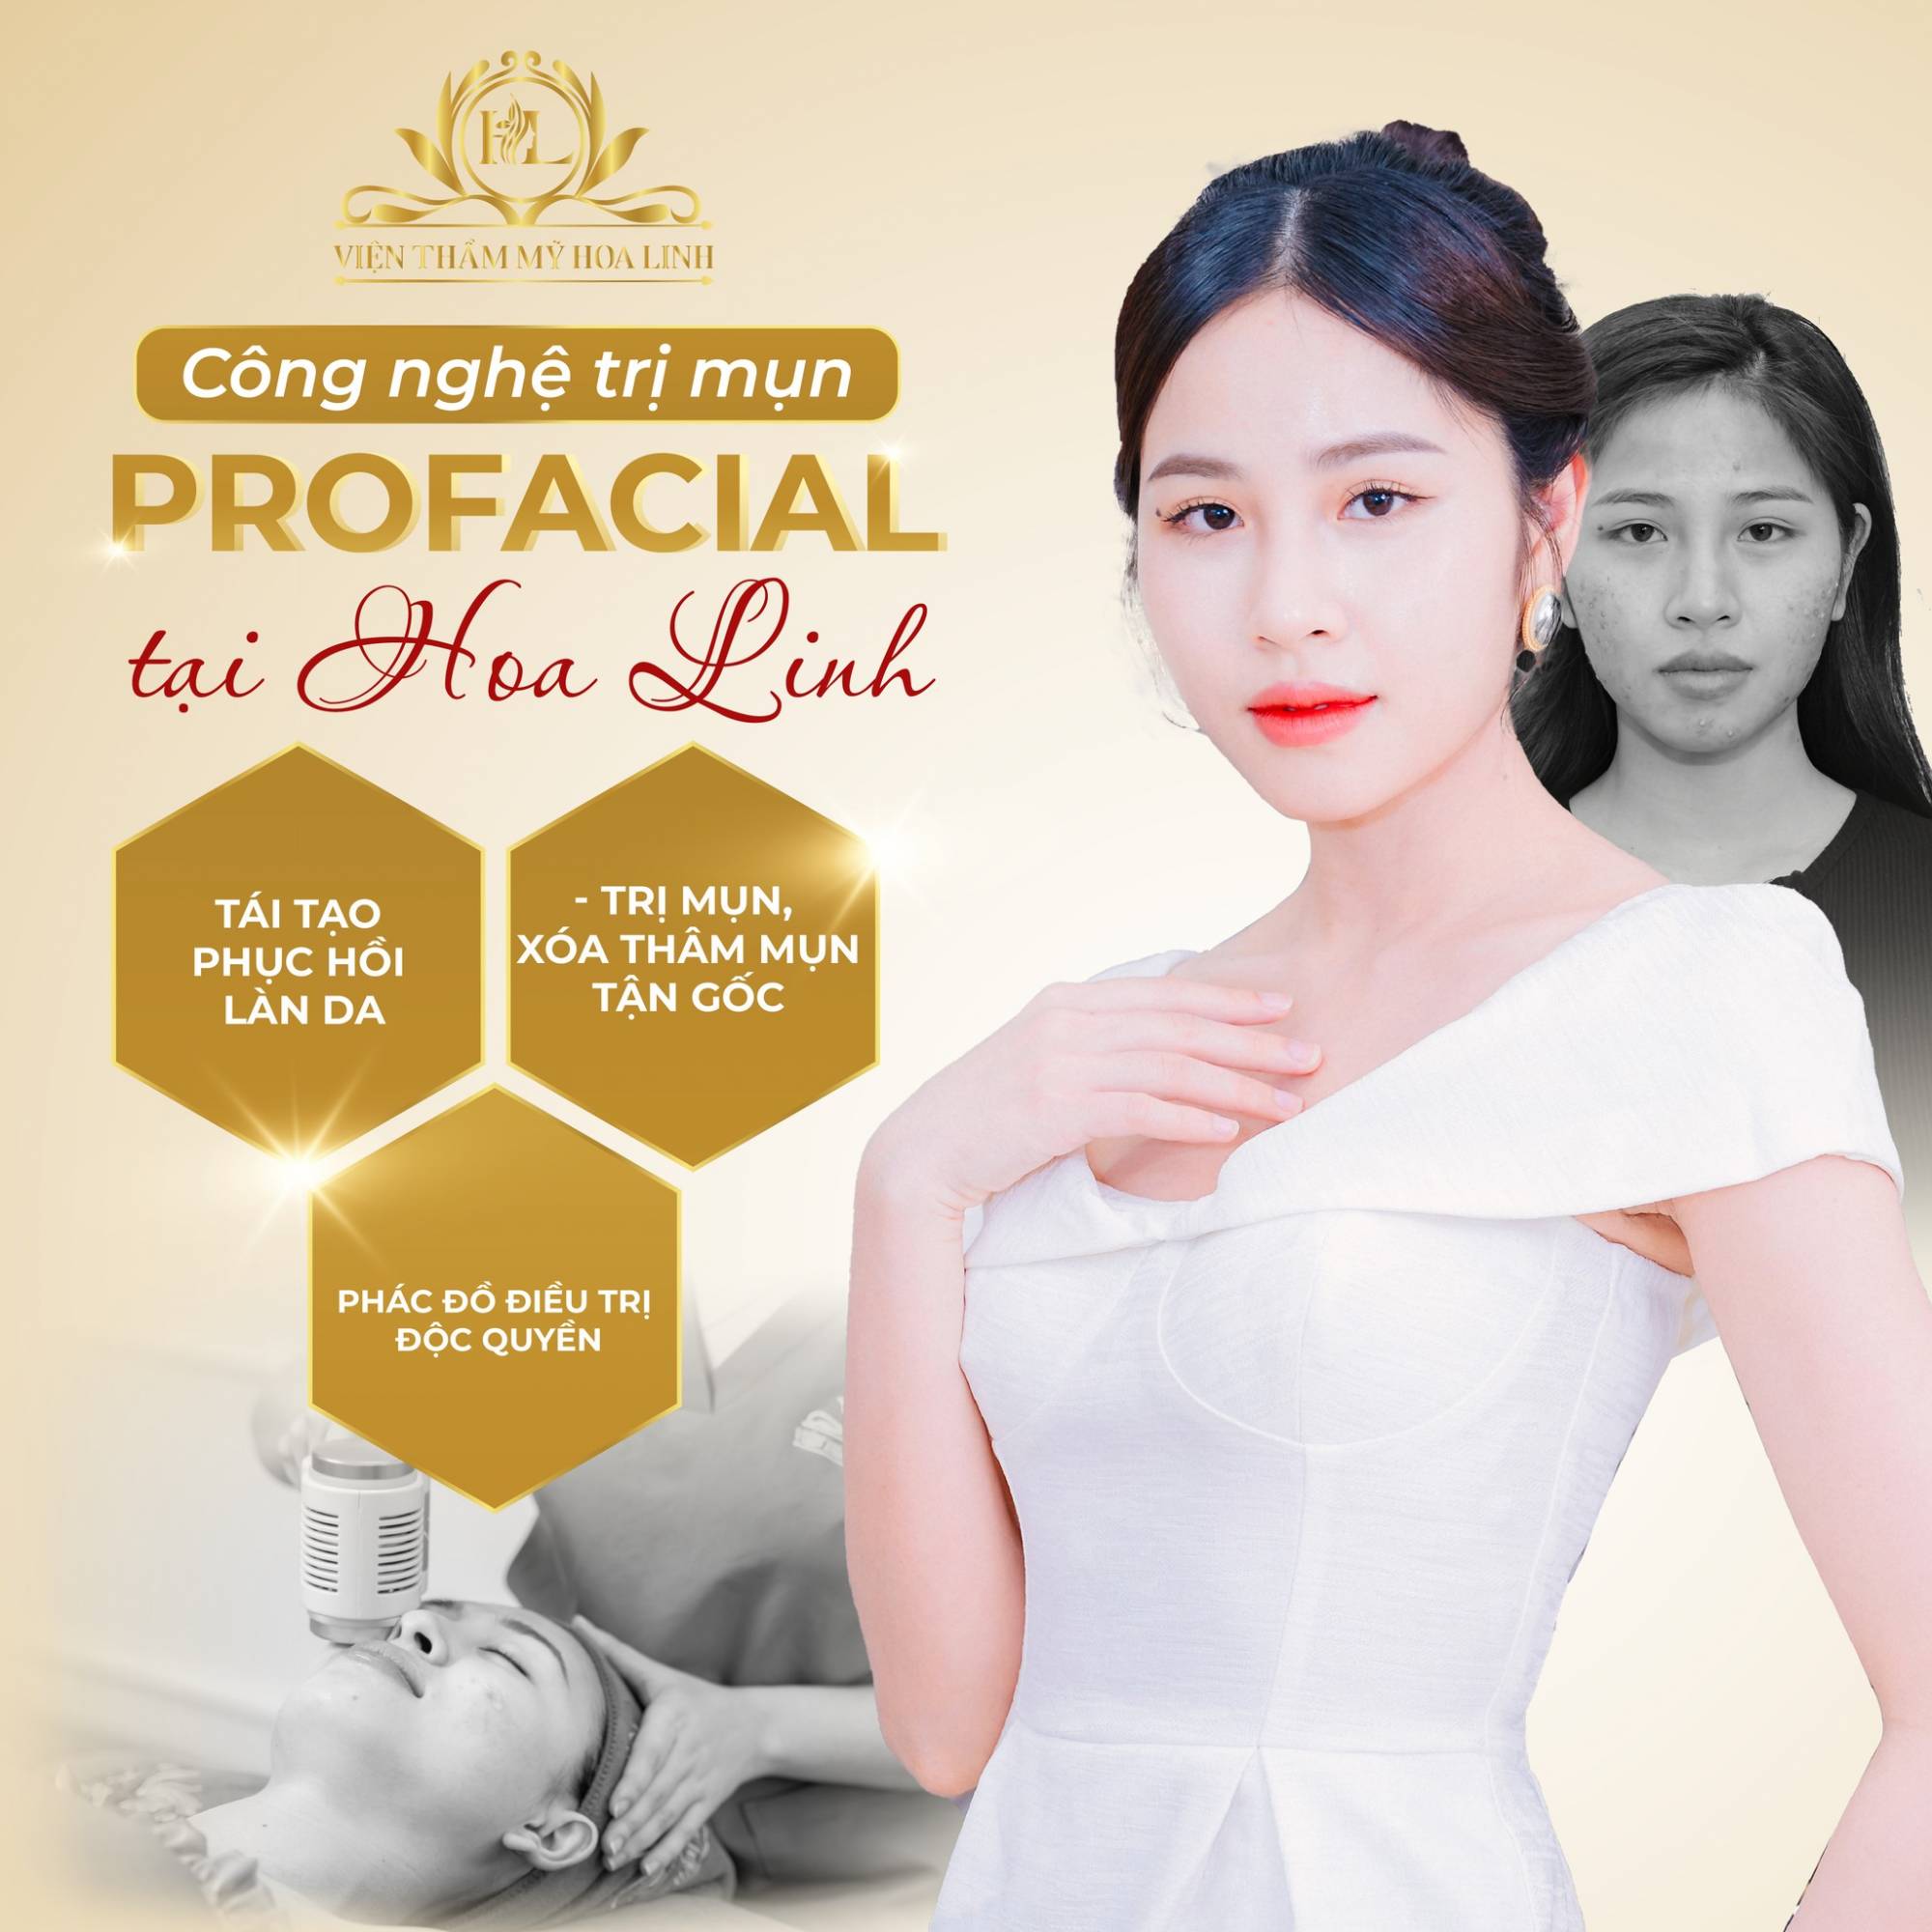 HL
VIỆN THẨM MỸ HOA LINH
Công nghệ trị mụn
PROFACIAL
tại Hoa Linh
TÁI TẠO
PHỤC HỒI
LÀN DA
- TRỊ MỤN,
XÓA THÂM MỤN
TẬN GỐC
PHÁC ĐỒ ĐIỀU TRỊ
ĐỘC QUYỀN